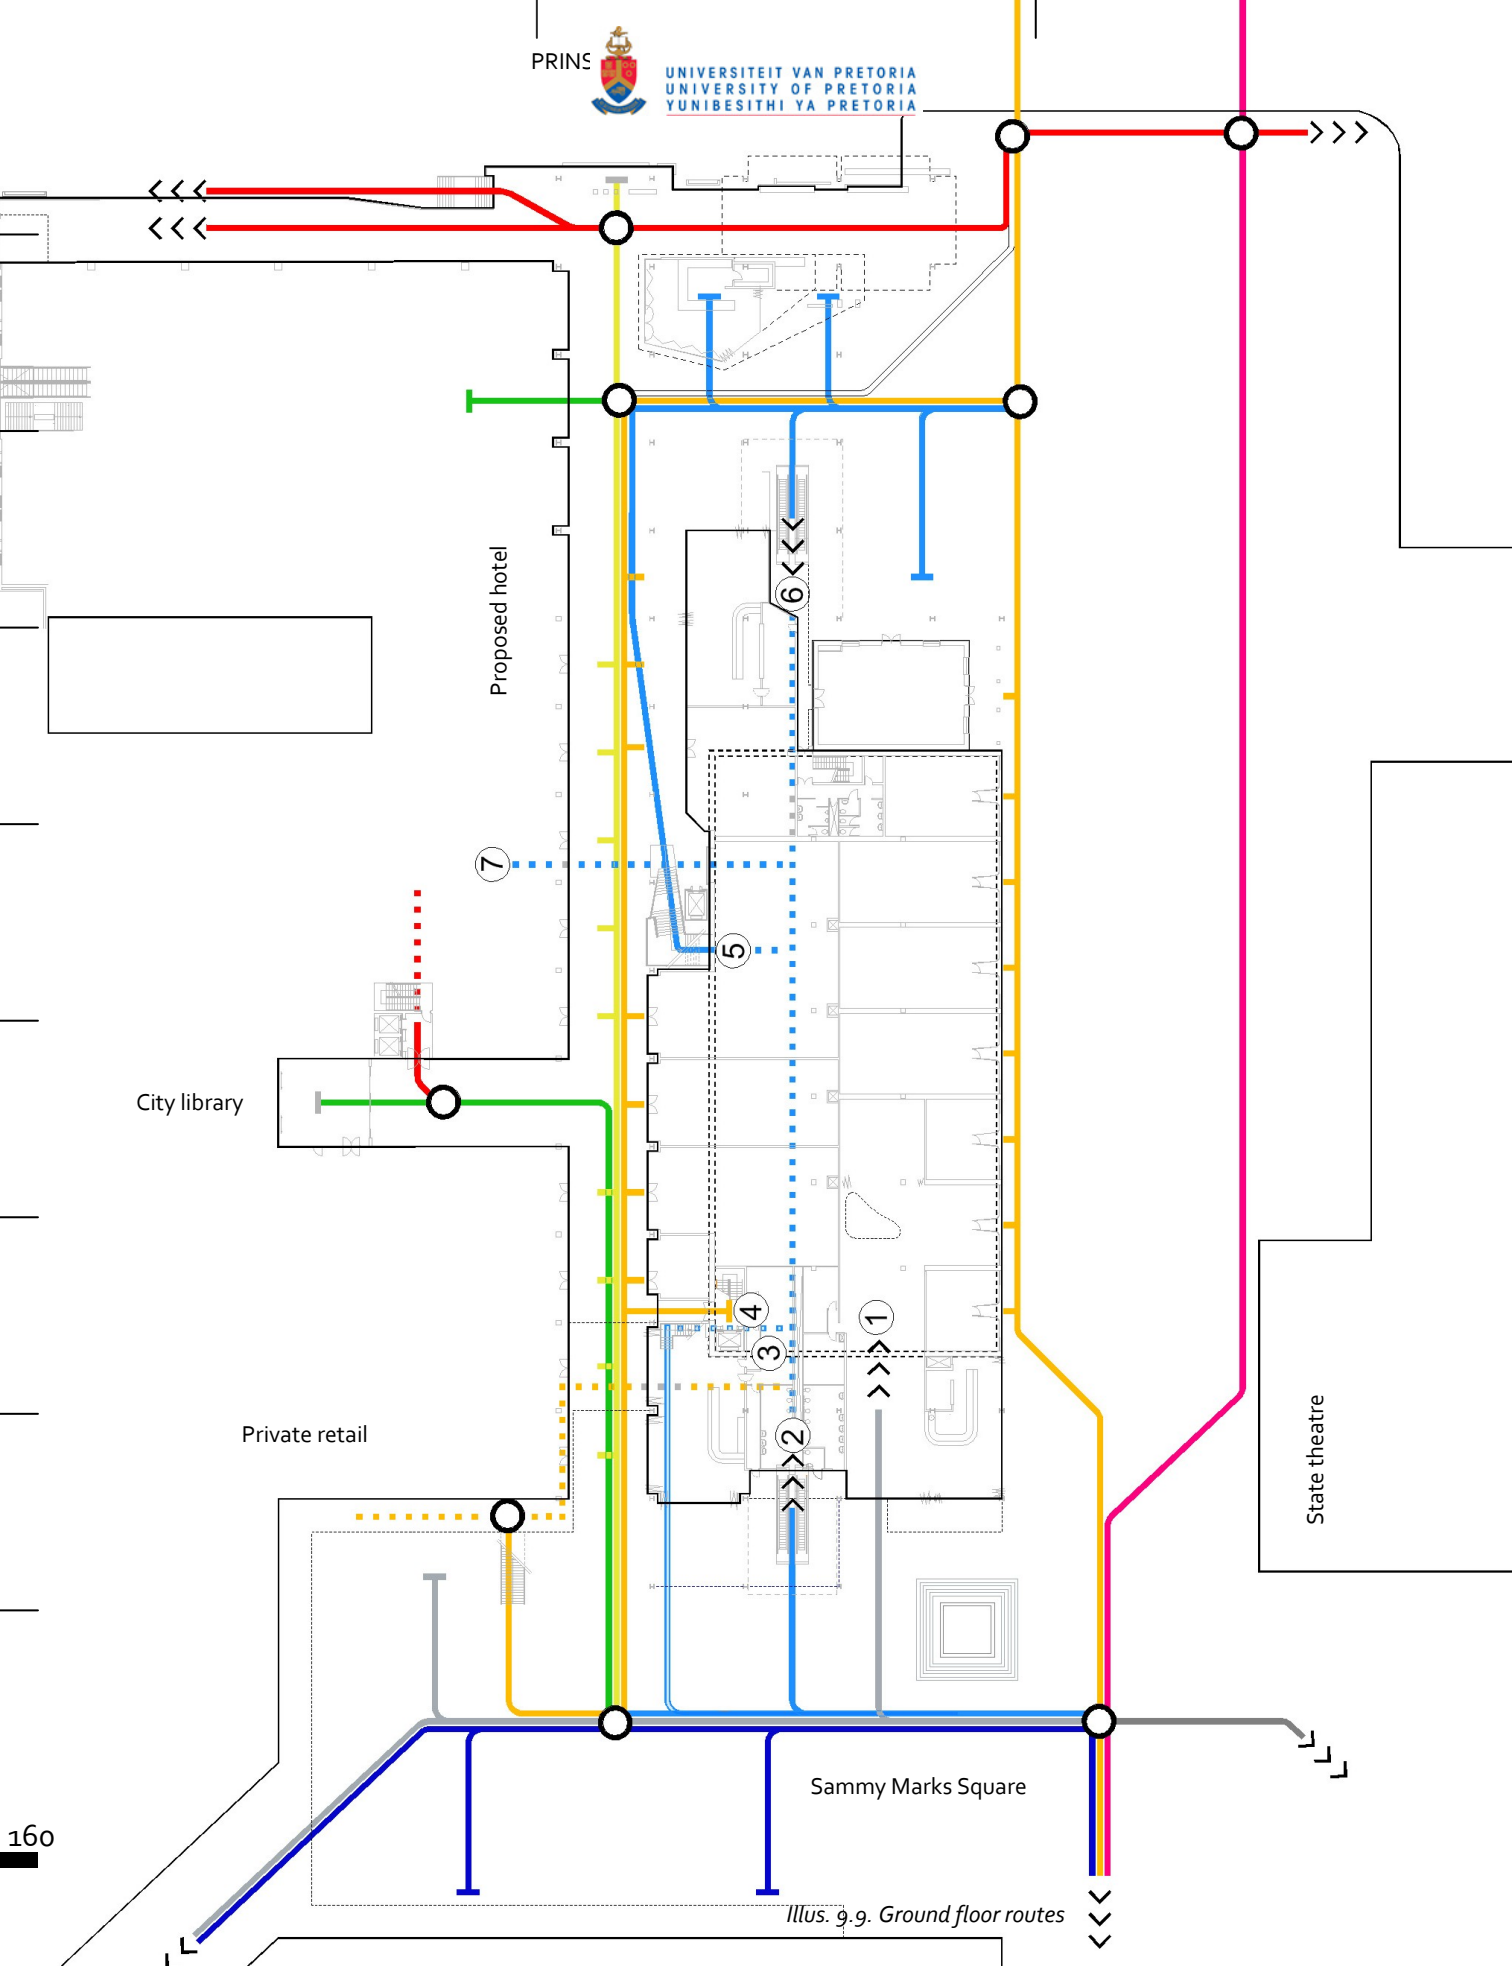 PRINS
UNIVERSITEIT VAN PRETORIA
UNIVERSITY OF PRETORIA
YUNIBESITHI YA PRETORIA
Proposed hotel
6
7
5
City library
4
1
3
2
Private retail
State theatre
Sammy Marks Square
160
Illus. 9.9. Ground floor routes